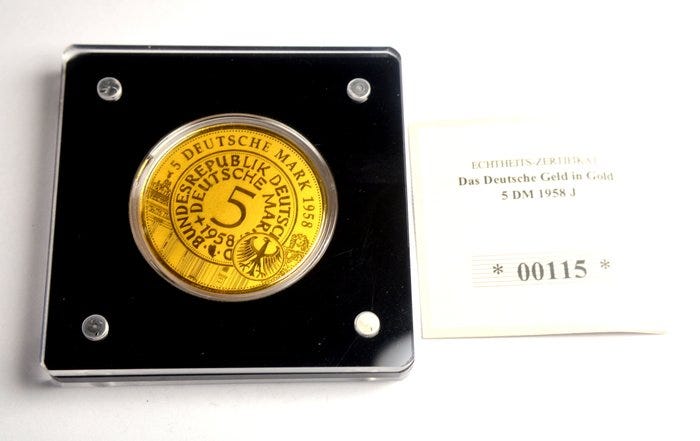 5 DEUTSCHE MARK 1958
BUNDESREPUBLIK DEUTSCH
DEUTSCHE MARK
5
1958
ECHTHEITS-ZERTIFIKAT
Das Deutsche Geld in Gold
5 DM 1958 J
* 00115 *